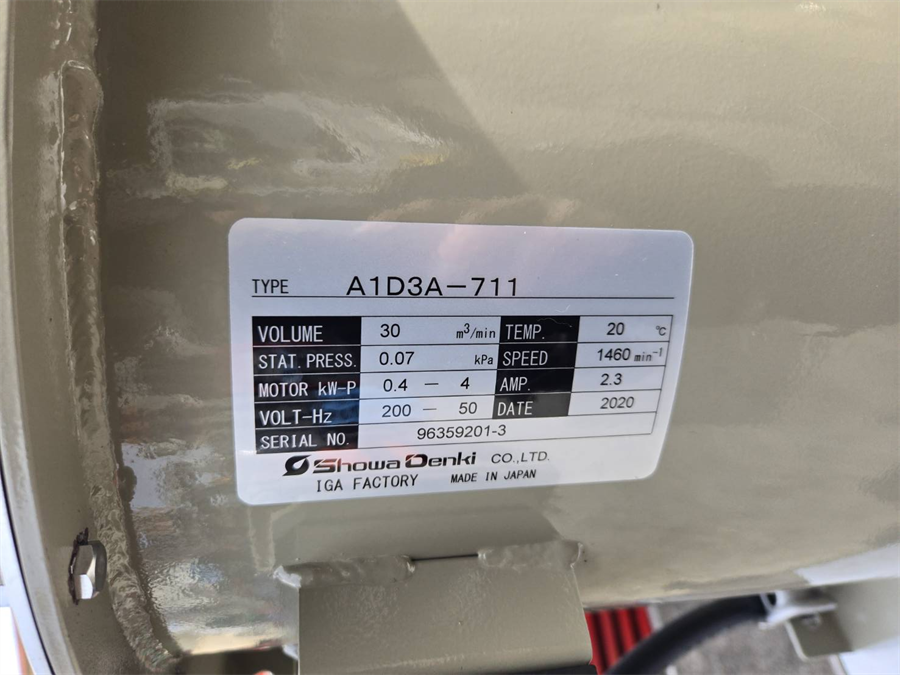 TYPE A1D3A-711
VOLUME 30 m³/min TEMP. 20 ℃
STAT. PRESS. 0.07 kPa SPEED 1460 min⁻¹
MOTOR kW-P 0.4 - 4 AMP. 2.3
VOLT-Hz 200 - 50 DATE 2020
SERIAL NO. 96359201-3
Showa Denki CO.,LTD.
IGA FACTORY MADE IN JAPAN